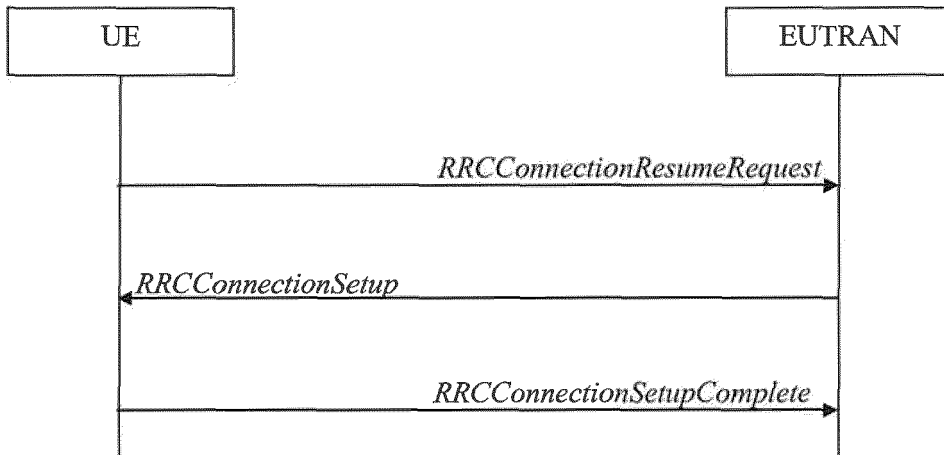 UE
EUTRAN
RRCConnectionResumeRequest
RRCConnectionSetup
RRCConnectionSetupComplete